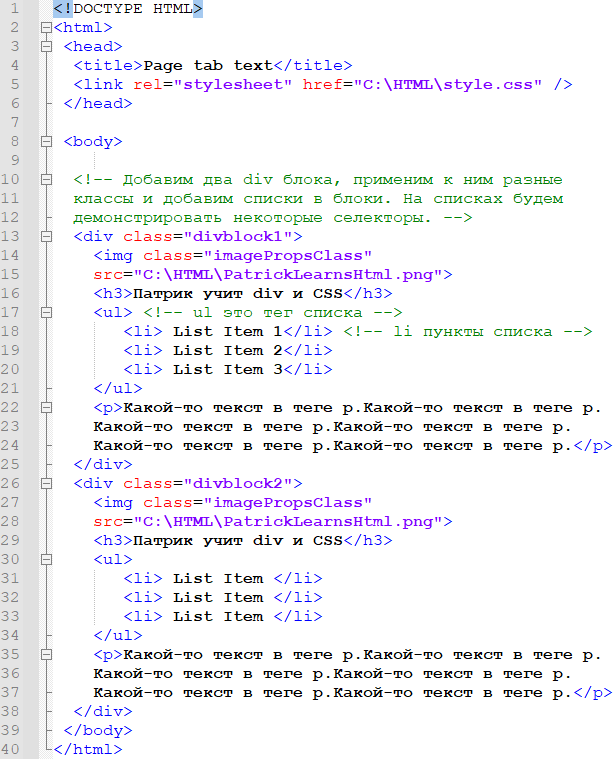 1 <!DOCTYPE HTML>
2 <html>
3 <head>
4 <title>Page tab text</title>
5 <link rel="stylesheet" href="C:\HTML\style.css" />
6 </head>
7
8 <body>
9
10 <!-- Добавим два div блока, применим к ним разные
11 классы и добавим списки в блоки. На списках будем
12 демонстрировать некоторые селекторы. -->
13 <div class="divblock1">
14 <img class="imagePropsClass"
15 src="C:\HTML\PatrickLearnsHtml.png">
16 <h3>Патрик учит div и CSS</h3>
17 <ul> <!-- ul это тег списка -->
18 <li> List Item 1</li> <!-- li пункты списка -->
19 <li> List Item 2</li>
20 <li> List Item 3</li>
21 </ul>
22 <p>Какой-то текст в теге p.Какой-то текст в теге p.
23 Какой-то текст в теге p.Какой-то текст в теге p.
24 Какой-то текст в теге p.Какой-то текст в теге p.</p>
25 </div>
26 <div class="divblock2">
27 <img class="imagePropsClass"
28 src="C:\HTML\PatrickLearnsHtml.png">
29 <h3>Патрик учит div и CSS</h3>
30 <ul>
31 <li> List Item </li>
32 <li> List Item </li>
33 <li> List Item </li>
34 </ul>
35 <p>Какой-то текст в теге p.Какой-то текст в теге p.
36 Какой-то текст в теге p.Какой-то текст в теге p.
37 Какой-то текст в теге p.Какой-то текст в теге p.</p>
38 </div>
39 </body>
40 </html>